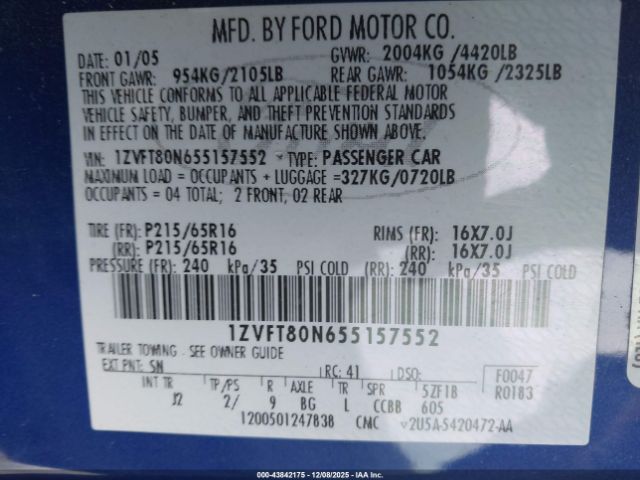 MFD. BY FORD MOTOR CO.
DATE: 01/05 GVWR: 2004KG /4420LB
FRONT GAWR: 954KG/2105LB REAR GAWR: 1054KG /2325LB
THIS VEHICLE CONFORMS TO ALL APPLICABLE FEDERAL MOTOR
VEHICLE SAFETY, BUMPER, AND THEFT PREVENTION STANDARDS
IN EFFECT ON THE DATE OF MANUFACTURE SHOWN ABOVE.
VIN: 1ZVFT80N655157552 TYPE: PASSENGER CAR
MAXIMUM LOAD = OCCUPANTS + LUGGAGE =327KG/0720LB
OCCUPANTS = 04 TOTAL; 2 FRONT, 02 REAR
TIRE (FR): P215/65R16 RIMS (FR): 16X7.0J
(RR): P215/65R16 (RR): 16X7.0J
PRESSURE (FR): 240 kPa/35 PSI COLD (RR): 240 kPa/35 PSI COLD
1ZVFT80N655157552
TRAILER TOWING - SEE OWNER GUIDE
EXT PNT: SN RC: 41 DSO: F0047
INT TR TP/PS R AXLE TR SPR 5ZF1B R0183
J2 2/ 9 BG L CCBB 605
1200501247838 CMC v2U5A-5420472-AA
000-43842175 - 12/08/2025 - IAAI.COM